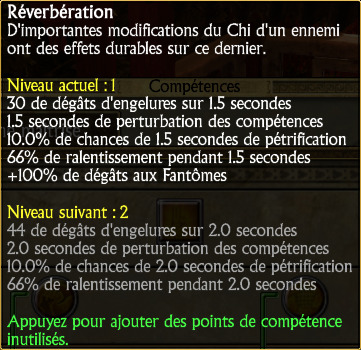 Réverbération
D'importantes modifications du Chi d'un ennemi
ont des effets durables sur ce dernier.
Niveau actuel : 1
Compétences
30 de dégâts d'engelures sur 1.5 secondes
1.5 secondes de perturbation des compétences
10.0% de chances de 1.5 secondes de pétrification
66% de ralentissement pendant 1.5 secondes
+100% de dégâts aux Fantômes
Niveau suivant : 2
44 de dégâts d'engelures sur 2.0 secondes
2.0 secondes de perturbation des compétences
10.0% de chances de 2.0 secondes de pétrification
66% de ralentissement pendant 2.0 secondes
Appuyez pour ajouter des points de compétence
inutilisés.